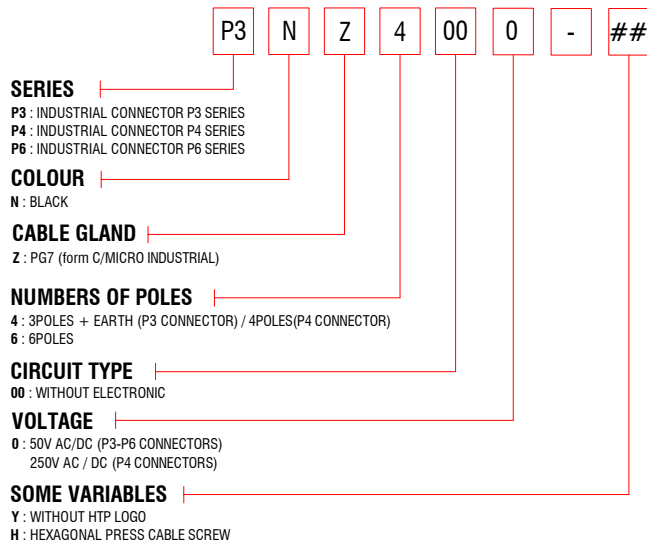 P3 N Z 4 00 0 - ##
SERIES
P3 : INDUSTRIAL CONNECTOR P3 SERIES
P4 : INDUSTRIAL CONNECTOR P4 SERIES
P6 : INDUSTRIAL CONNECTOR P6 SERIES
COLOUR
N : BLACK
CABLE GLAND
Z : PG7 (form C/MICRO INDUSTRIAL)
NUMBERS OF POLES
4 : 3POLES + EARTH (P3 CONNECTOR) / 4POLES(P4 CONNECTOR)
6 : 6POLES
CIRCUIT TYPE
00 : WITHOUT ELECTRONIC
VOLTAGE
0 : 50V AC/DC (P3-P6 CONNECTORS)
250V AC / DC (P4 CONNECTORS)
SOME VARIABLES
Y : WITHOUT HTP LOGO
H : HEXAGONAL PRESS CABLE SCREW